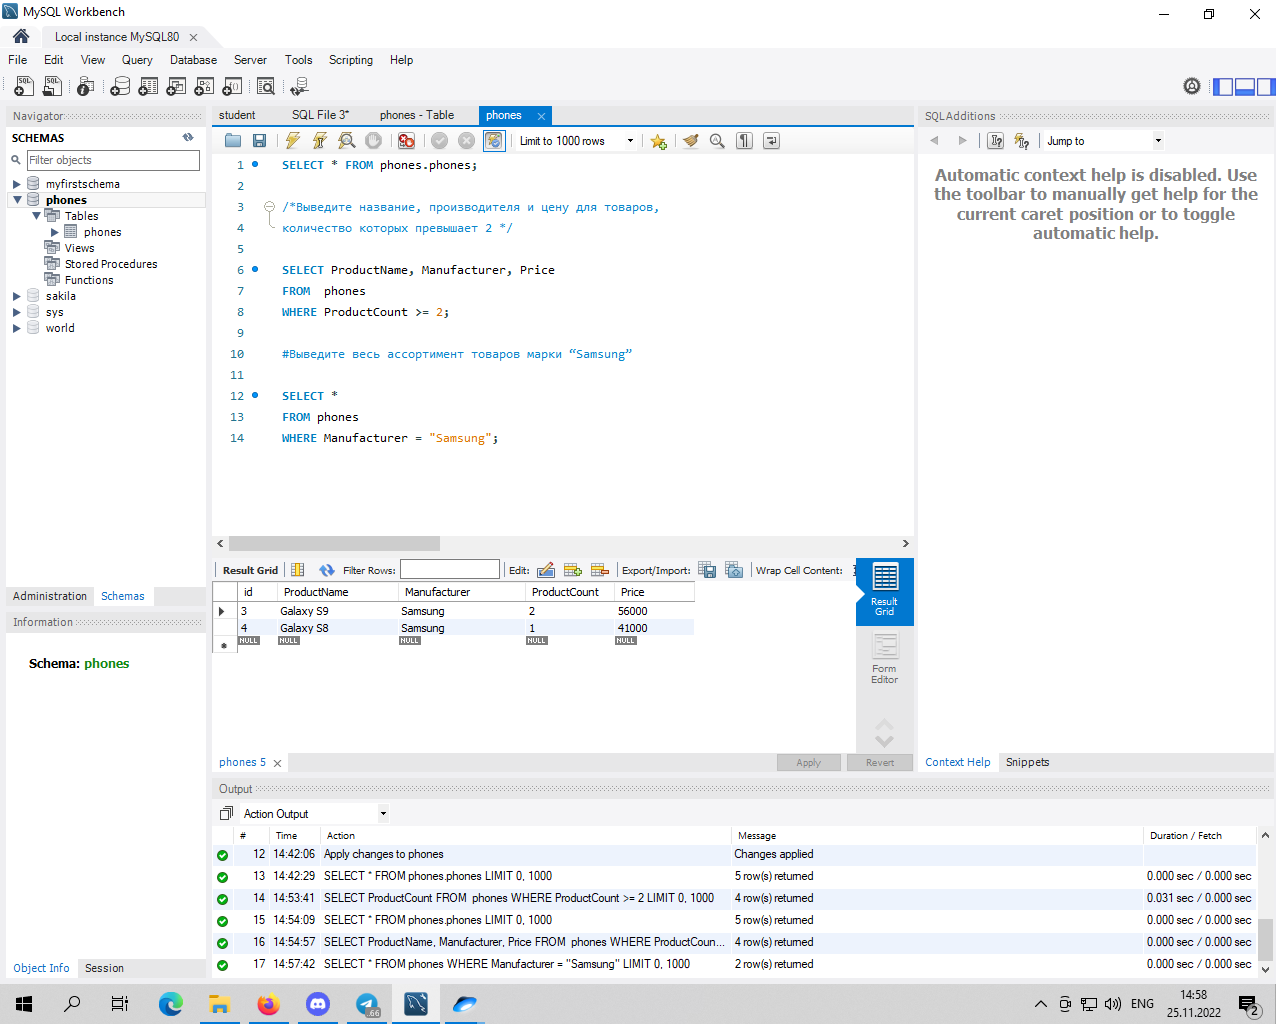 MySQL Workbench
Local instance MySQL80
File Edit View Query Database Server Tools Scripting Help
Navigator
SCHEMAS
Filter objects
myfirstschema
phones
Tables
phones
Views
Stored Procedures
Functions
sakila
sys
world
Administration Schemas
Information
Schema: phones
Object Info Session
student SQL File 3* phones - Table phones
Limit to 1000 rows
1 SELECT * FROM phones.phones;
2
3 /*Выведите название, производителя и цену для товаров,
4 количество которых превышает 2 */
5
6 SELECT ProductName, Manufacturer, Price
7 FROM phones
8 WHERE ProductCount >= 2;
9
10 #Выведите весь ассортимент товаров марки “Samsung”
11
12 SELECT *
13 FROM phones
14 WHERE Manufacturer = "Samsung";
Result Grid Filter Rows: Edit: Export/Import: Wrap Cell Content:
id ProductName Manufacturer ProductCount Price
3 Galaxy S9 Samsung 2 56000
4 Galaxy S8 Samsung 1 41000
NULL NULL NULL NULL NULL
Result Grid
Form Editor
phones 5
Apply Revert
SQLAdditions
Jump to
Automatic context help is disabled. Use
the toolbar to manually get help for the
current caret position or to toggle
automatic help.
Context Help Snippets
Output
Action Output
# Time Action Message Duration / Fetch
12 14:42:06 Apply changes to phones Changes applied
13 14:42:29 SELECT * FROM phones.phones LIMIT 0, 1000 5 row(s) returned 0.000 sec / 0.000 sec
14 14:53:41 SELECT ProductCount FROM phones WHERE ProductCount >= 2 LIMIT 0, 1000 4 row(s) returned 0.031 sec / 0.000 sec
15 14:54:09 SELECT * FROM phones.phones LIMIT 0, 1000 5 row(s) returned 0.000 sec / 0.000 sec
16 14:54:57 SELECT ProductName, Manufacturer, Price FROM phones WHERE ProductCoun... 4 row(s) returned 0.000 sec / 0.000 sec
17 14:57:42 SELECT * FROM phones WHERE Manufacturer = "Samsung" LIMIT 0, 1000 2 row(s) returned 0.000 sec / 0.000 sec
.66
ENG
14:58
25.11.2022
2